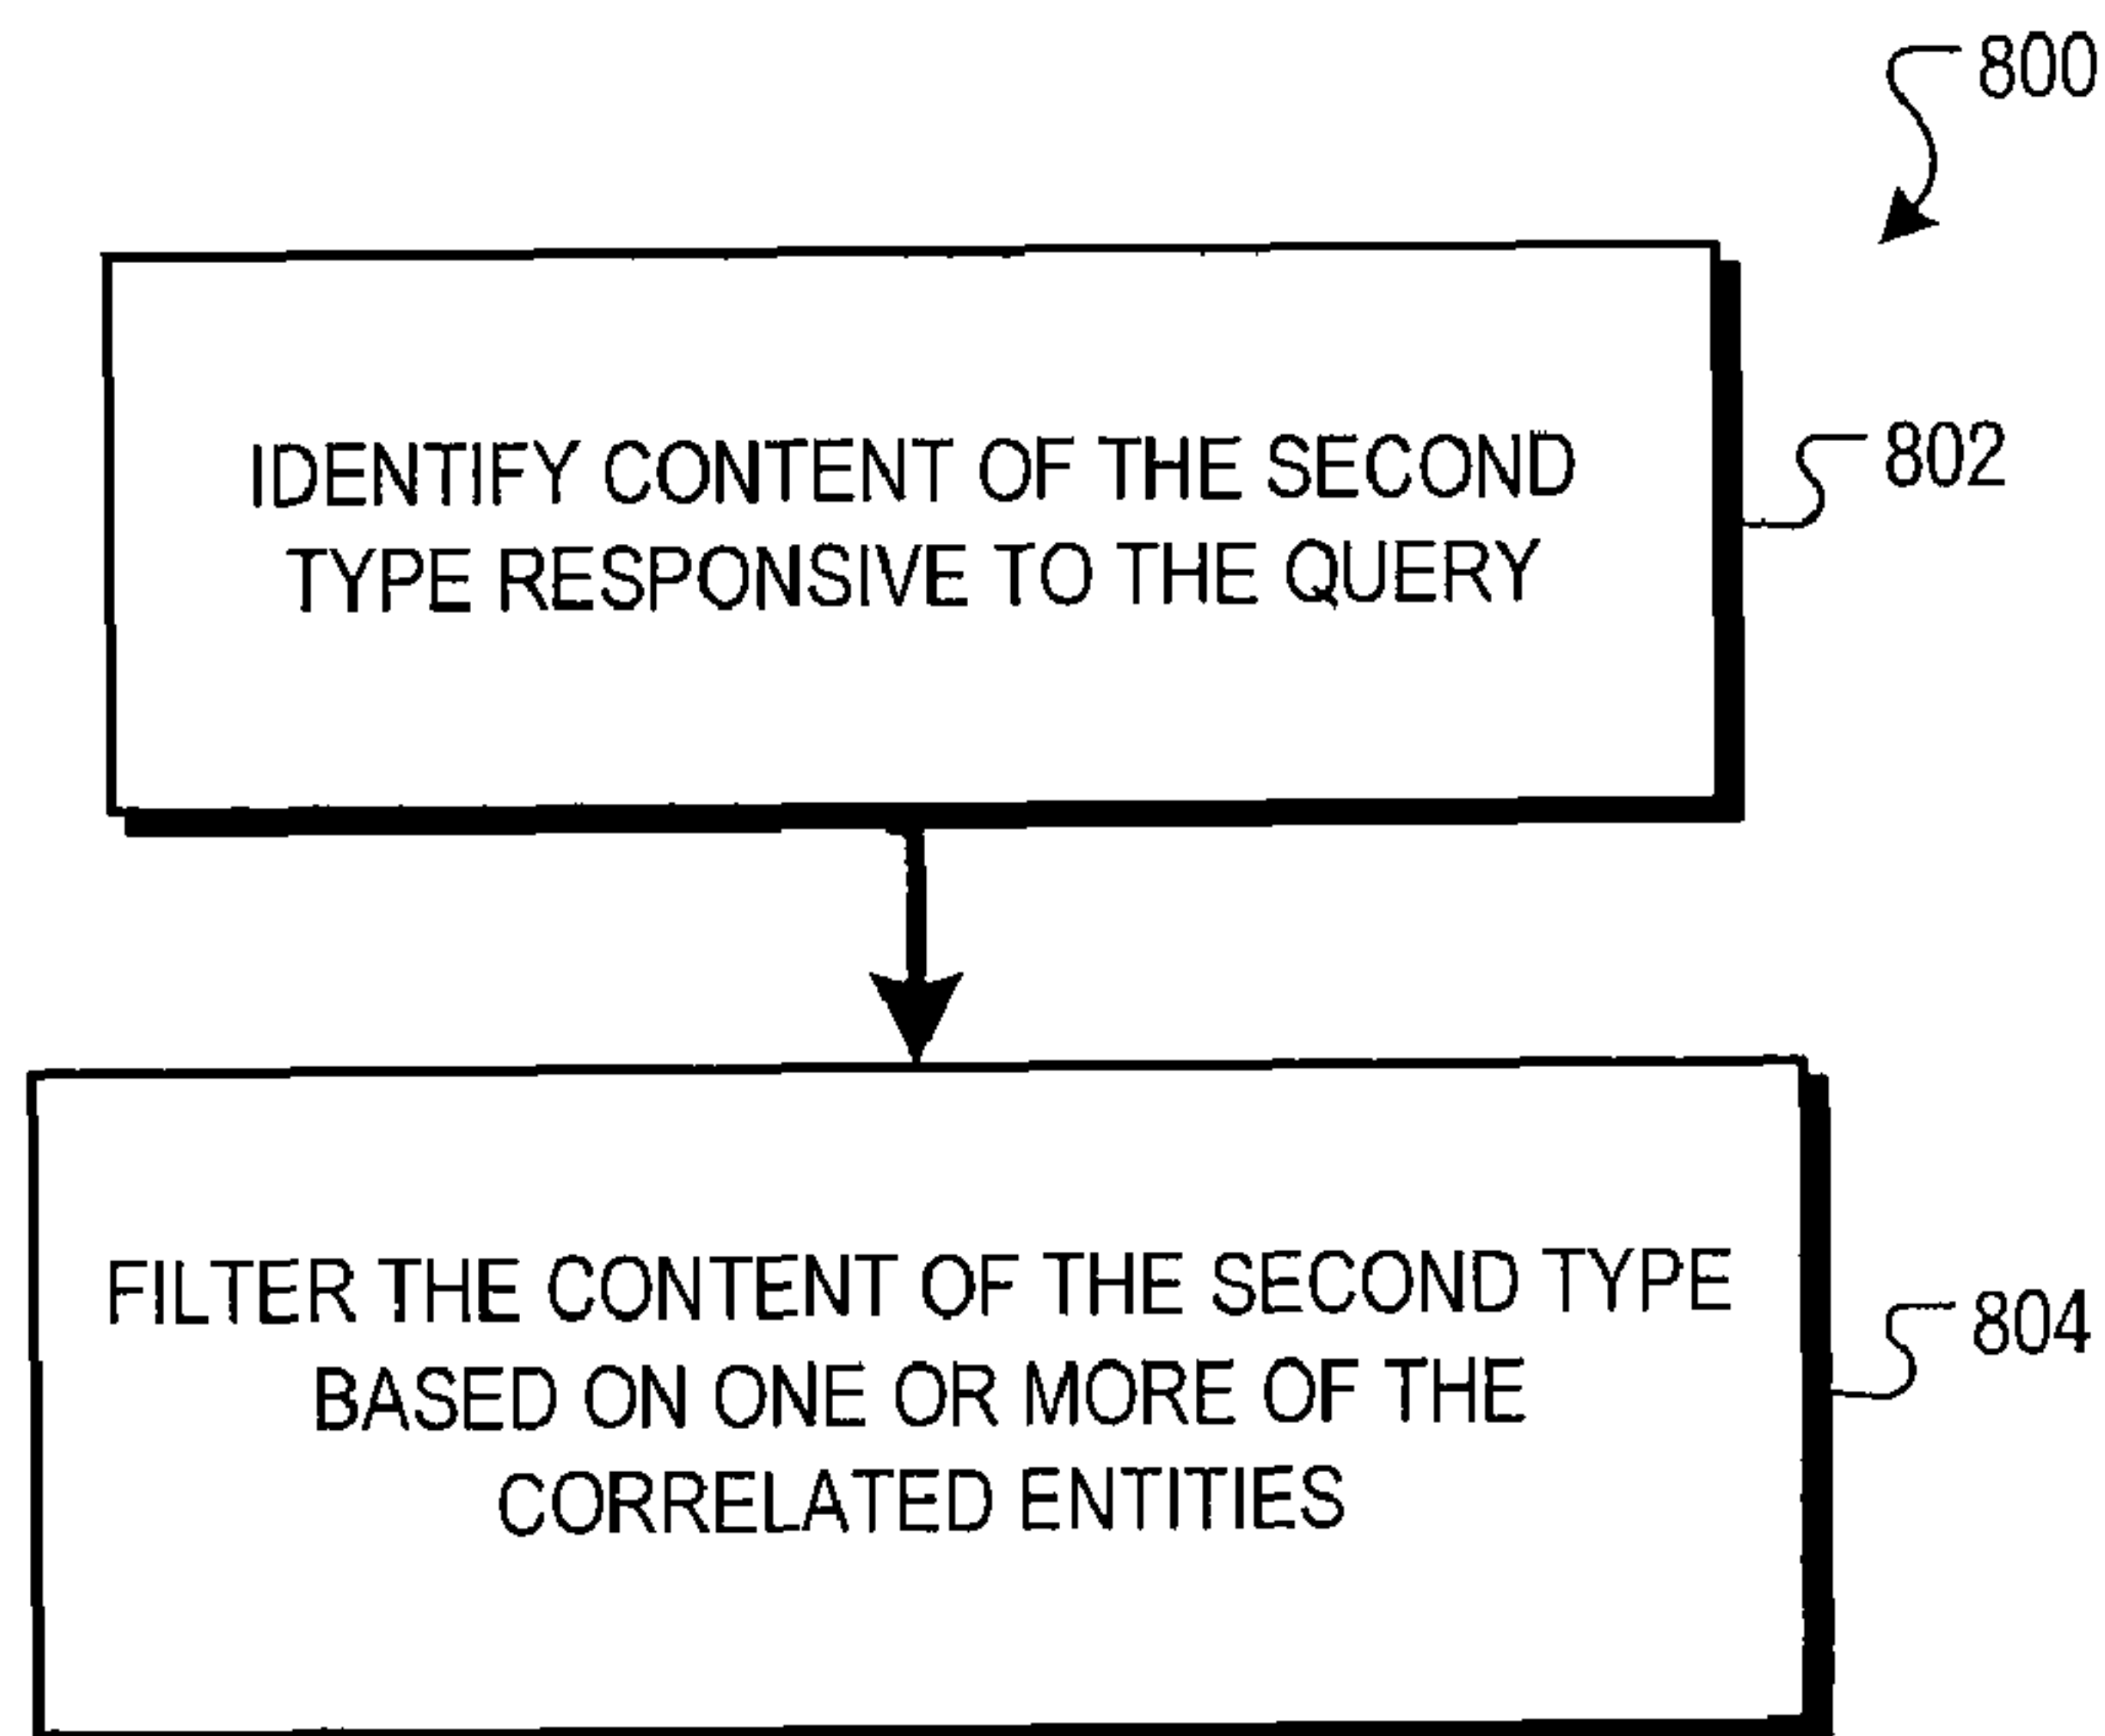 800
IDENTIFY CONTENT OF THE SECOND
TYPE RESPONSIVE TO THE QUERY
802
FILTER THE CONTENT OF THE SECOND TYPE
BASED ON ONE OR MORE OF THE
CORRELATED ENTITIES
804